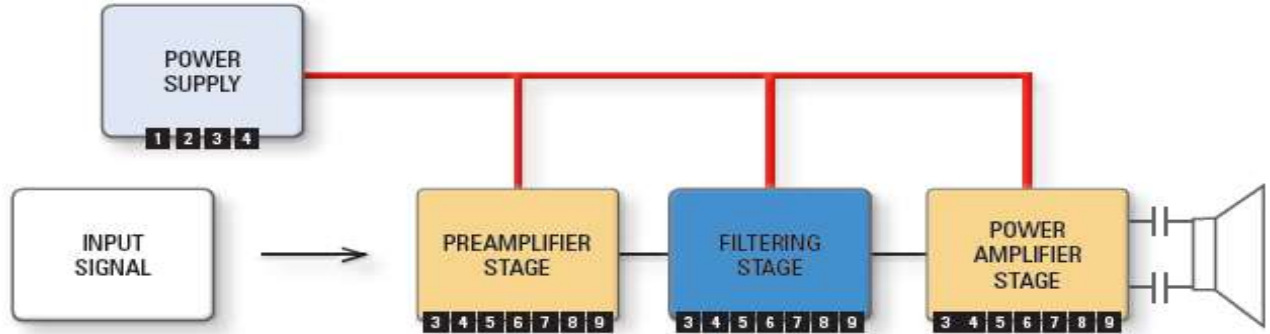 POWER
SUPPLY
1 2 3 4
INPUT
SIGNAL
PREAMPLIFIER
STAGE
3 4 5 6 7 8 9
FILTERING
STAGE
3 4 5 6 7 8 9
POWER
AMPLIFIER
STAGE
3 4 5 6 7 8 9